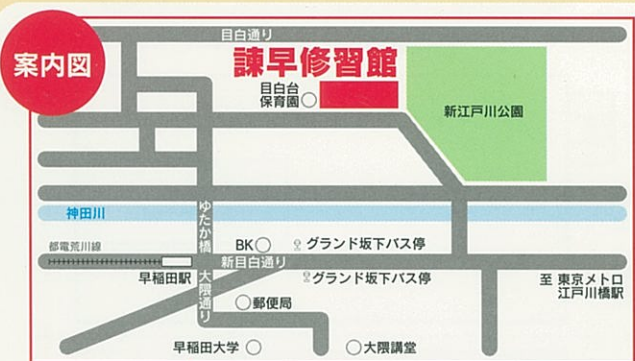 案内図
目白通り
諫早修習館
目白台
保育園
新江戸川公園
神田川
ゆたか橋
BK
グランド坂下バス停
都電荒川線
新目白通り
早稲田駅
大隈通り
グランド坂下バス停
至 東京メトロ
江戸川橋駅
郵便局
早稲田大学
大隈講堂